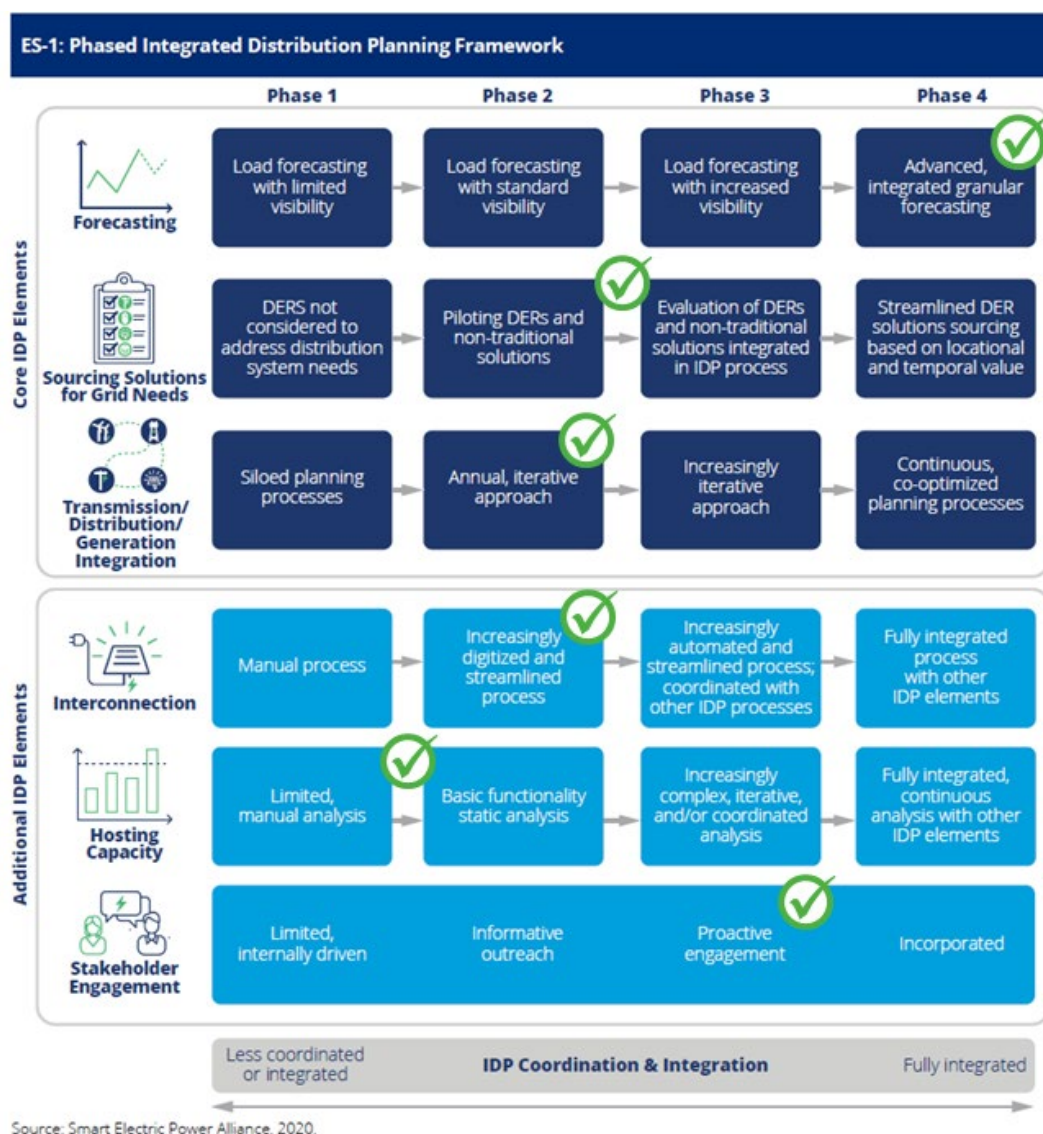 ES-1: Phased Integrated Distribution Planning Framework
Phase 1
Phase 2
Phase 3
Phase 4
Core IDP Elements
Forecasting
Load forecasting
with limited
visibility
Load forecasting
with standard
visibility
Load forecasting
with increased
visibility
Advanced,
integrated granular
forecasting
Sourcing Solutions
for Grid Needs
DERS not
considered to
address distribution
system needs
Piloting DERs and
non-traditional
solutions
Evaluation of DERs
and non-traditional
solutions integrated
in IDP process
Streamlined DER
solutions sourcing
based on locational
and temporal value
Transmission/
Distribution/
Generation
Integration
Siloed planning
processes
Annual, iterative
approach
Increasingly
iterative
approach
Continuous,
co-optimized
planning processes
Additional IDP Elements
Interconnection
Manual process
Increasingly
digitized and
streamlined
process
Increasingly
automated and
streamlined process;
coordinated with
other IDP processes
Fully integrated
process
with other
IDP elements
Hosting
Capacity
Limited,
manual analysis
Basic functionality
static analysis
Increasingly
complex, iterative,
and/or coordinated
analysis
Fully integrated,
continuous
analysis with other
IDP elements
Stakeholder
Engagement
Limited,
internally driven
Informative
outreach
Proactive
engagement
Incorporated
Less coordinated
or integrated
IDP Coordination & Integration
Fully integrated
Source: Smart Electric Power Alliance, 2020.